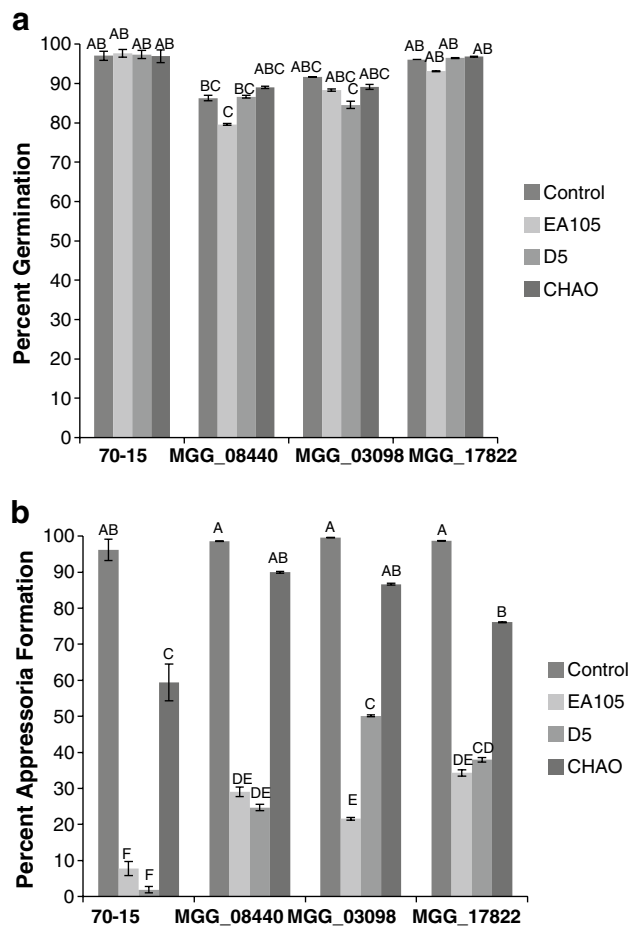 a
Percent Germination
100
90
80
70
60
50
40
30
20
10
0
AB AB AB AB
BC C BC ABC
ABC C ABC
AB AB AB AB
70-15 MGG_08440 MGG_03098 MGG_17822
Control
EA105
D5
CHAO
b
Percent Appressoria Formation
100
90
80
70
60
50
40
30
20
10
0
AB F F C
A DE DE AB
A E C AB
A DE CD B
70-15 MGG_08440 MGG_03098 MGG_17822
Control
EA105
D5
CHAO